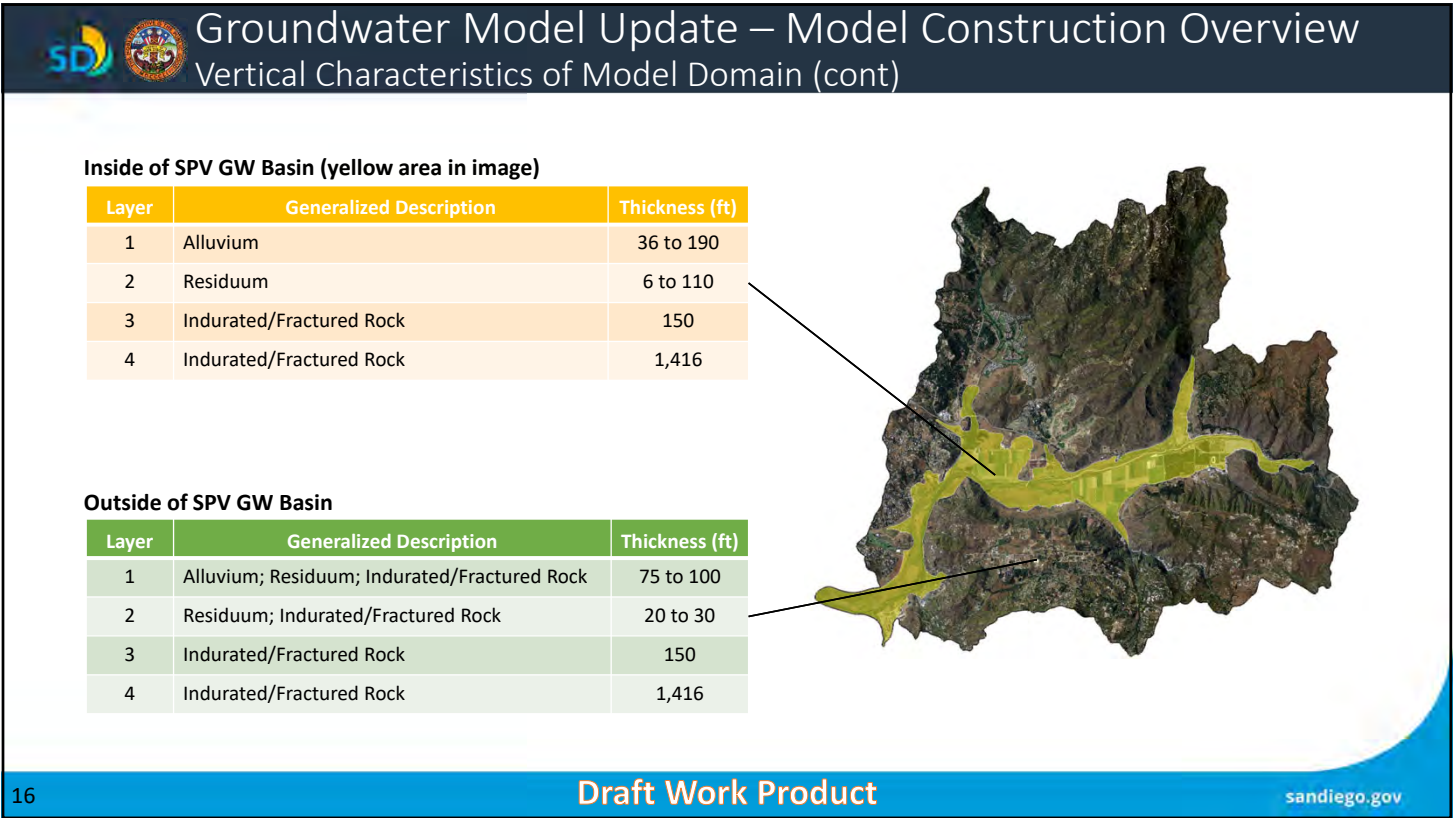 SD
Groundwater Model Update – Model Construction Overview
Vertical Characteristics of Model Domain (cont)
Inside of SPV GW Basin (yellow area in image)
Layer Generalized Description Thickness (ft)
1 Alluvium 36 to 190
2 Residuum 6 to 110
3 Indurated/Fractured Rock 150
4 Indurated/Fractured Rock 1,416
Outside of SPV GW Basin
Layer Generalized Description Thickness (ft)
1 Alluvium; Residuum; Indurated/Fractured Rock 75 to 100
2 Residuum; Indurated/Fractured Rock 20 to 30
3 Indurated/Fractured Rock 150
4 Indurated/Fractured Rock 1,416
16
Draft Work Product
sandiego.gov